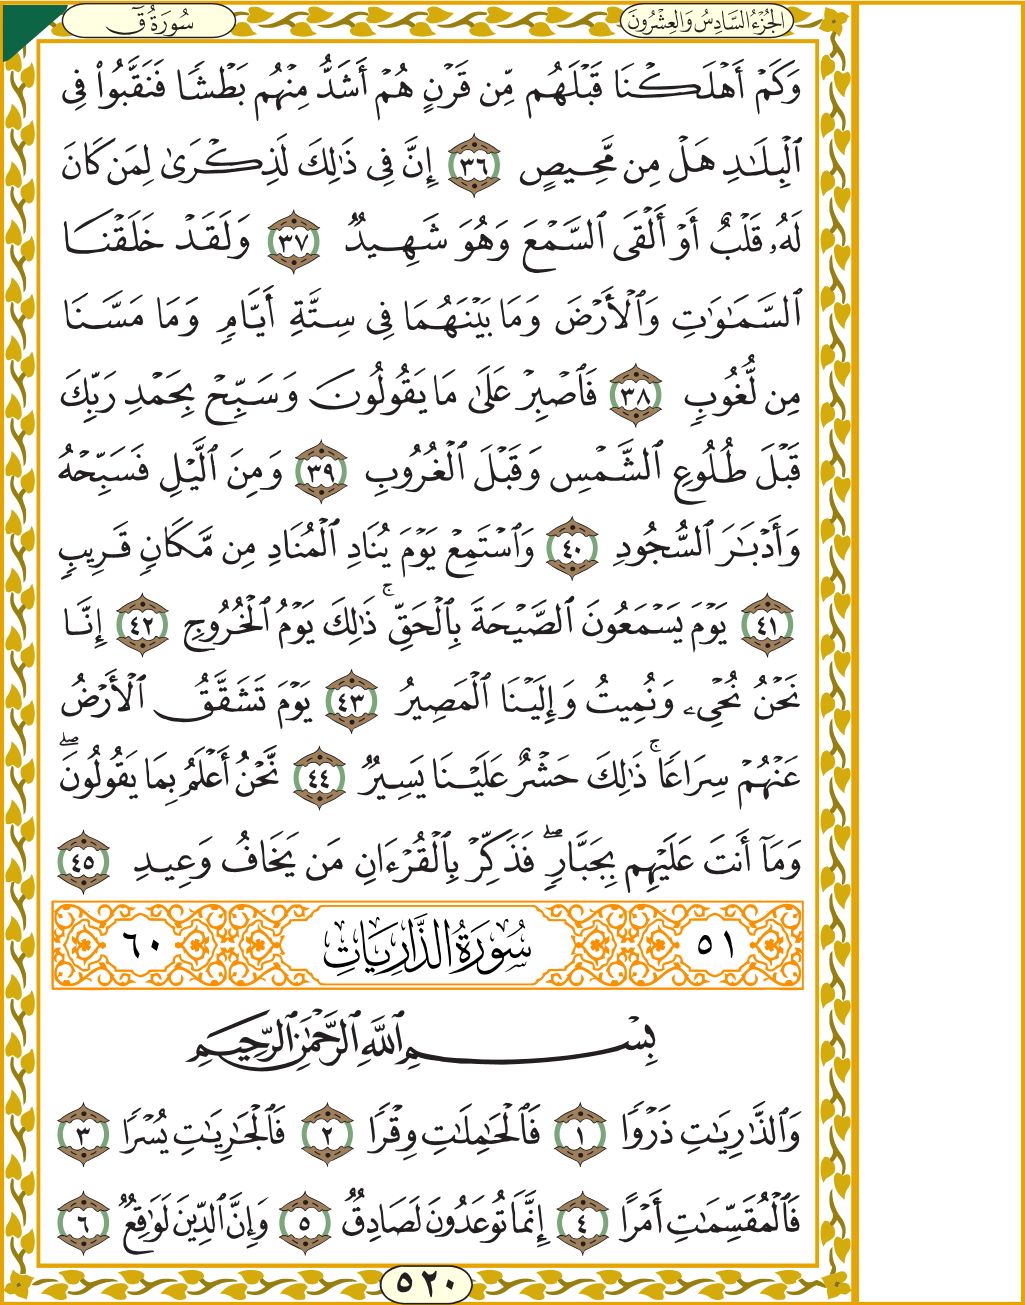 الجُزْءُ السَّادِسُ وَالعِشْرُونَ
سُورَةُ قٓ
وَكَمْ أَهْلَكْنَا قَبْلَهُم مِّن قَرْنٍ هُمْ أَشَدُّ مِنْهُم بَطْشًا فَنَقَّبُوا۟ فِى
ٱلْبِلَـٰدِ هَلْ مِن مَّحِيصٍ ٣٦ إِنَّ فِى ذَٰلِكَ لَذِكْرَىٰ لِمَن كَانَ
لَهُۥ قَلْبٌ أَوْ أَلْقَى ٱلسَّمْعَ وَهُوَ شَهِيدٌ ٣٧ وَلَقَدْ خَلَقْنَا
ٱلسَّمَـٰوَٰتِ وَٱلْأَرْضَ وَمَا بَيْنَهُمَا فِى سِتَّةِ أَيَّامٍ وَمَا مَسَّنَا
مِن لُّغُوبٍ ٣٨ فَٱصْبِرْ عَلَىٰ مَا يَقُولُونَ وَسَبِّحْ بِحَمْدِ رَبِّكَ
قَبْلَ طُلُوعِ ٱلشَّمْسِ وَقَبْلَ ٱلْغُرُوبِ ٣٩ وَمِنَ ٱلَّيْلِ فَسَبِّحْهُ
وَأَدْبَـٰرَ ٱلسُّجُودِ ٤٠ وَٱسْتَمِعْ يَوْمَ يُنَادِ ٱلْمُنَادِ مِن مَّكَانٍ قَرِيبٍ
٤١ يَوْمَ يَسْمَعُونَ ٱلصَّيْحَةَ بِٱلْحَقِّ ۚ ذَٰلِكَ يَوْمُ ٱلْخُرُوجِ ٤٢ إِنَّا
نَحْنُ نُحْىِۦ وَنُمِيتُ وَإِلَيْنَا ٱلْمَصِيرُ ٤٣ يَوْمَ تَشَقَّقُ ٱلْأَرْضُ
عَنْهُمْ سِرَاعًا ۚ ذَٰلِكَ حَشْرٌ عَلَيْنَا يَسِيرٌ ٤٤ نَّحْنُ أَعْلَمُ بِمَا يَقُولُونَ ۖ
وَمَآ أَنتَ عَلَيْهِم بِجَبَّارٍ ۖ فَذَكِّرْ بِٱلْقُرْءَانِ مَن يَخَافُ وَعِيدِ ٤٥
٥١ سُورَةُ الذَّارِيَاتِ ٦٠
بِسْمِ ٱللَّهِ ٱلرَّحْمَـٰنِ ٱلرَّحِيمِ
وَٱلذَّٰرِيَـٰتِ ذَرْوًا ١ فَٱلْحَـٰمِلَـٰتِ وِقْرًا ٢ فَٱلْجَـٰرِيَـٰتِ يُسْرًا ٣
فَٱلْمُقَسِّمَـٰتِ أَمْرًا ٤ إِنَّمَا تُوعَدُونَ لَصَادِقٌ ٥ وَإِنَّ ٱلدِّينَ لَوَٰقِعٌ ٦
٥٢٠